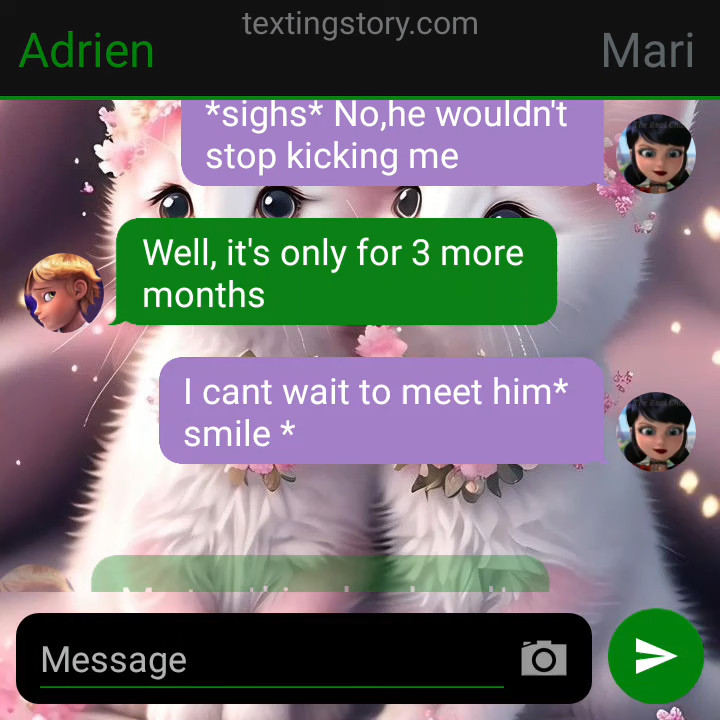 textingstory.com
Adrien
Mari
*sighs* No,he wouldn't
stop kicking me
Well, it's only for 3 more
months
I cant wait to meet him*
smile *
Message